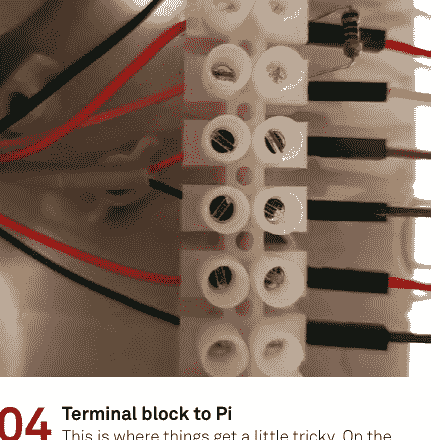 04 Terminal block to Pi
This is where things get a little tricky. On the